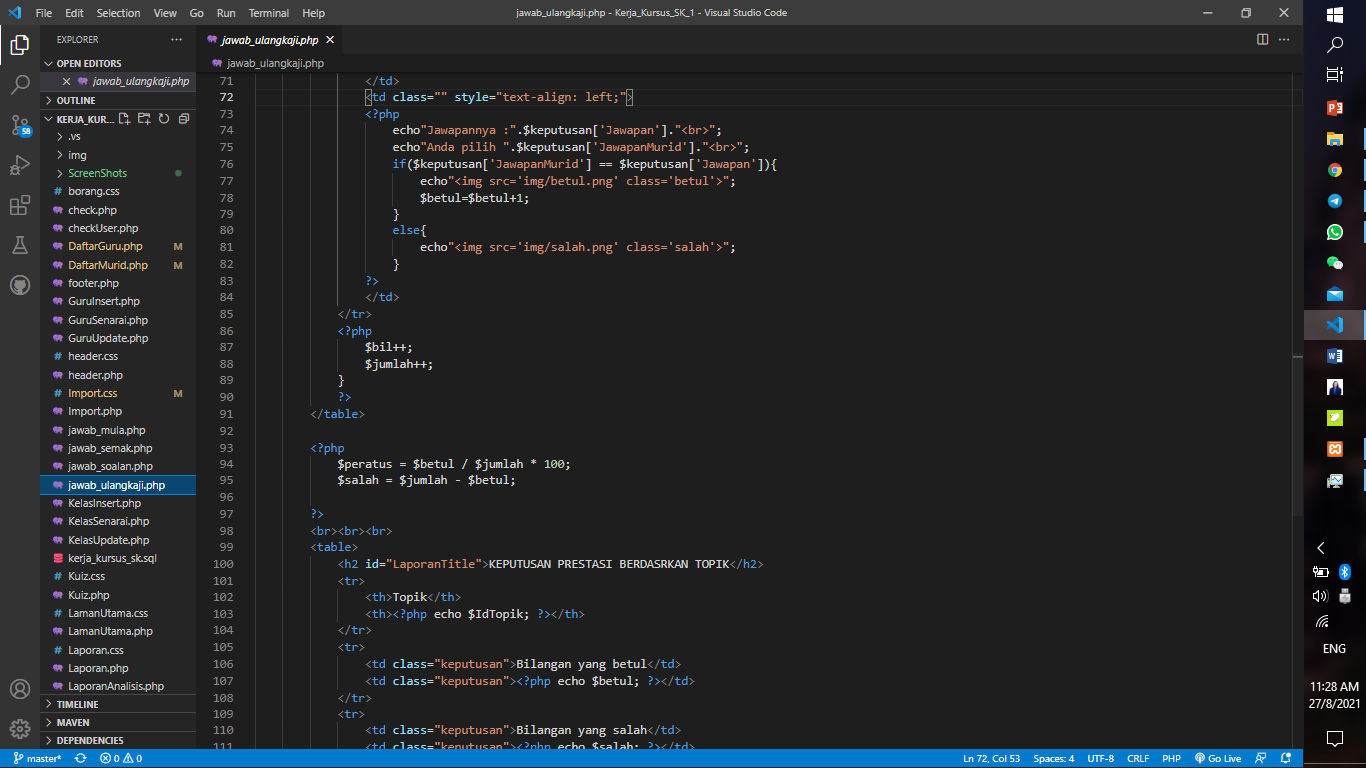 File Edit Selection View Go Run Terminal Help
jawab_ulangkaji.php - Kerja_Kursus_SK_1 - Visual Studio Code
EXPLORER
OPEN EDITORS
jawab_ulangkaji.php
OUTLINE
KERJA_KUR...
.vs
img
ScreenShots
# borang.css
check.php
checkUser.php
DaftarGuru.php M
DaftarMurid.php M
footer.php
GuruInsert.php
GuruSenarai.php
GuruUpdate.php
# header.css
header.php
# Import.css M
Import.php
jawab_mula.php
jawab_semak.php
jawab_soalan.php
jawab_ulangkaji.php
KelasInsert.php
KelasSenarai.php
KelasUpdate.php
kerja_kursus_sk.sql
# Kuiz.css
Kuiz.php
# LamanUtama.css
LamanUtama.php
# Laporan.css
Laporan.php
LaporanAnalisis.php
TIMELINE
MAVEN
DEPENDENCIES
58
jawab_ulangkaji.php
jawab_ulangkaji.php
71 </td>
72 <td class="" style="text-align: left;">
73 <?php
74 echo"Jawapannya :".$keputusan['Jawapan']."<br>";
75 echo"Anda pilih ".$keputusan['JawapanMurid']."<br>";
76 if($keputusan['JawapanMurid'] == $keputusan['Jawapan']){
77 echo"<img src='img/betul.png' class='betul'>";
78 $betul=$betul+1;
79 }
80 else{
81 echo"<img src='img/salah.png' class='salah'>";
82 }
83 ?>
84 </td>
85 </tr>
86 <?php
87 $bil++;
88 $jumlah++;
89 }
90 ?>
91 </table>
92
93 <?php
94 $peratus = $betul / $jumlah * 100;
95 $salah = $jumlah - $betul;
96
97 ?>
98 <br><br><br>
99 <table>
100 <h2 id="LaporanTitle">KEPUTUSAN PRESTASI BERDASRKAN TOPIK</h2>
101 <tr>
102 <th>Topik</th>
103 <th><?php echo $IdTopik; ?></th>
104 </tr>
105 <tr>
106 <td class="keputusan">Bilangan yang betul</td>
107 <td class="keputusan"><?php echo $betul; ?></td>
108 </tr>
109 <tr>
110 <td class="keputusan">Bilangan yang salah</td>
111 <td class="keputusan"><?php echo $salah; ?></td>
master* 0 0 Ln 72, Col 53 Spaces: 4 UTF-8 CRLF PHP Go Live
ENG
11:28 AM
27/8/2021